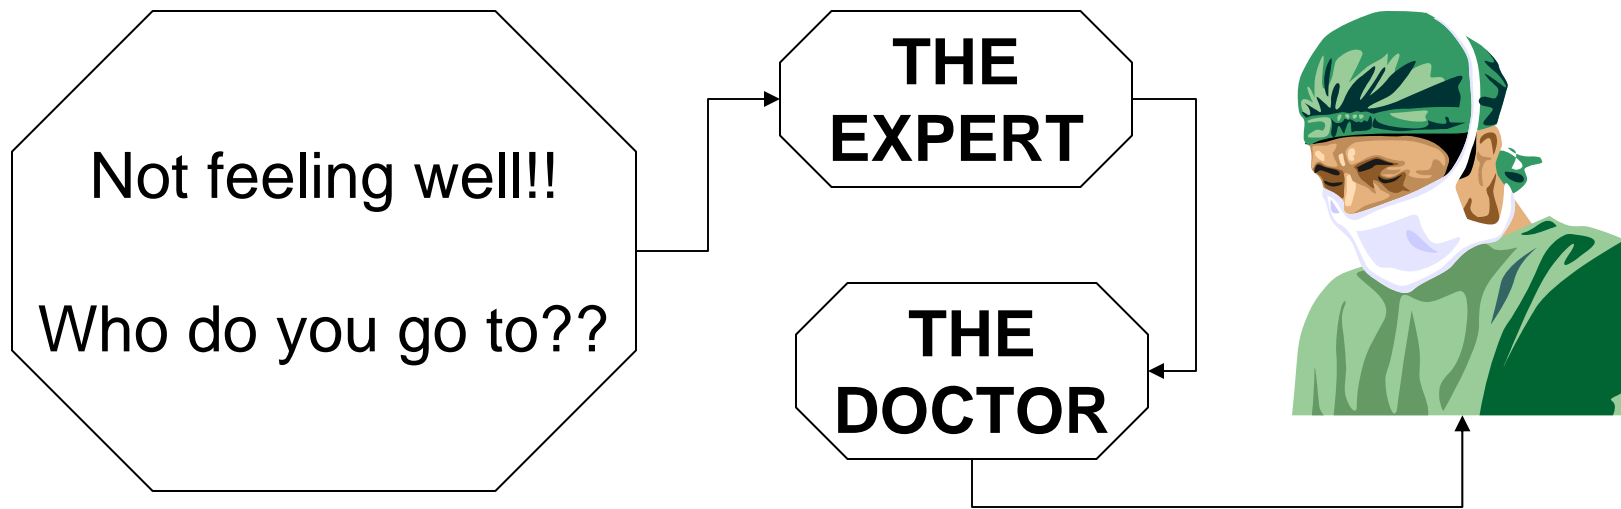 Not feeling well!!
Who do you go to??
THE
EXPERT
THE
DOCTOR